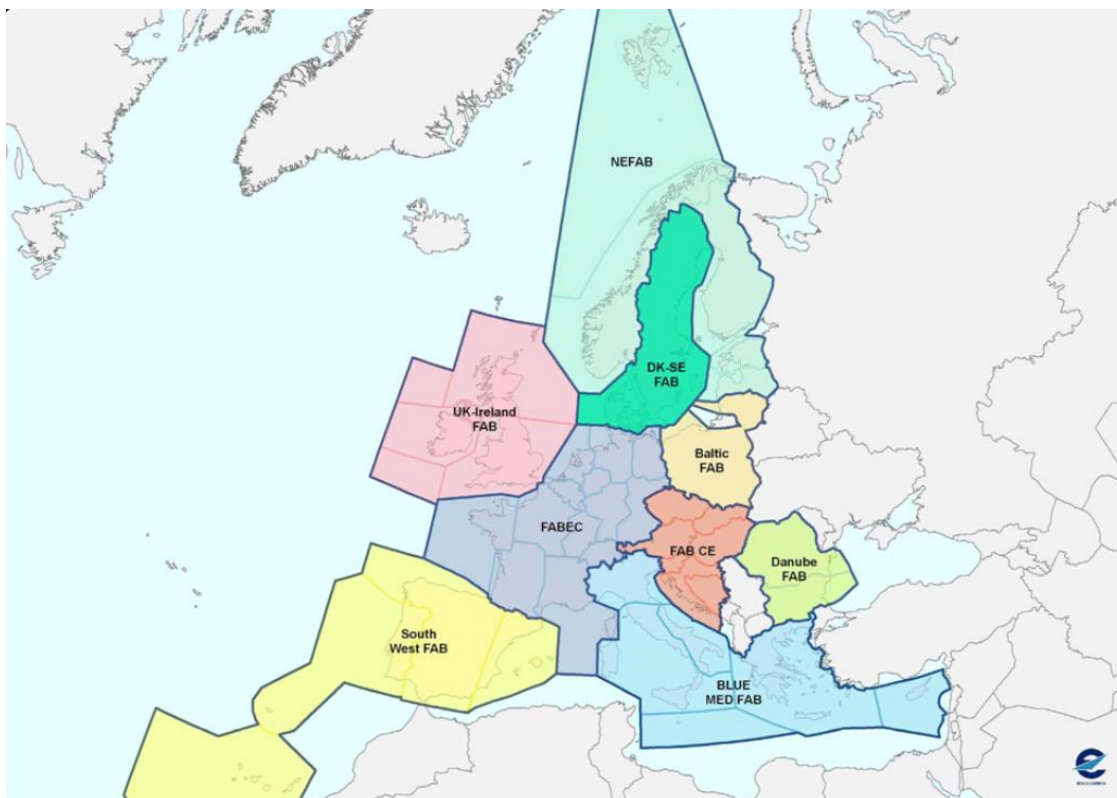 NEFAB
DK-SE
FAB
UK-Ireland
FAB
Baltic
FAB
FABEC
FAB CE
Danube
FAB
South
West FAB
BLUE
MED FAB